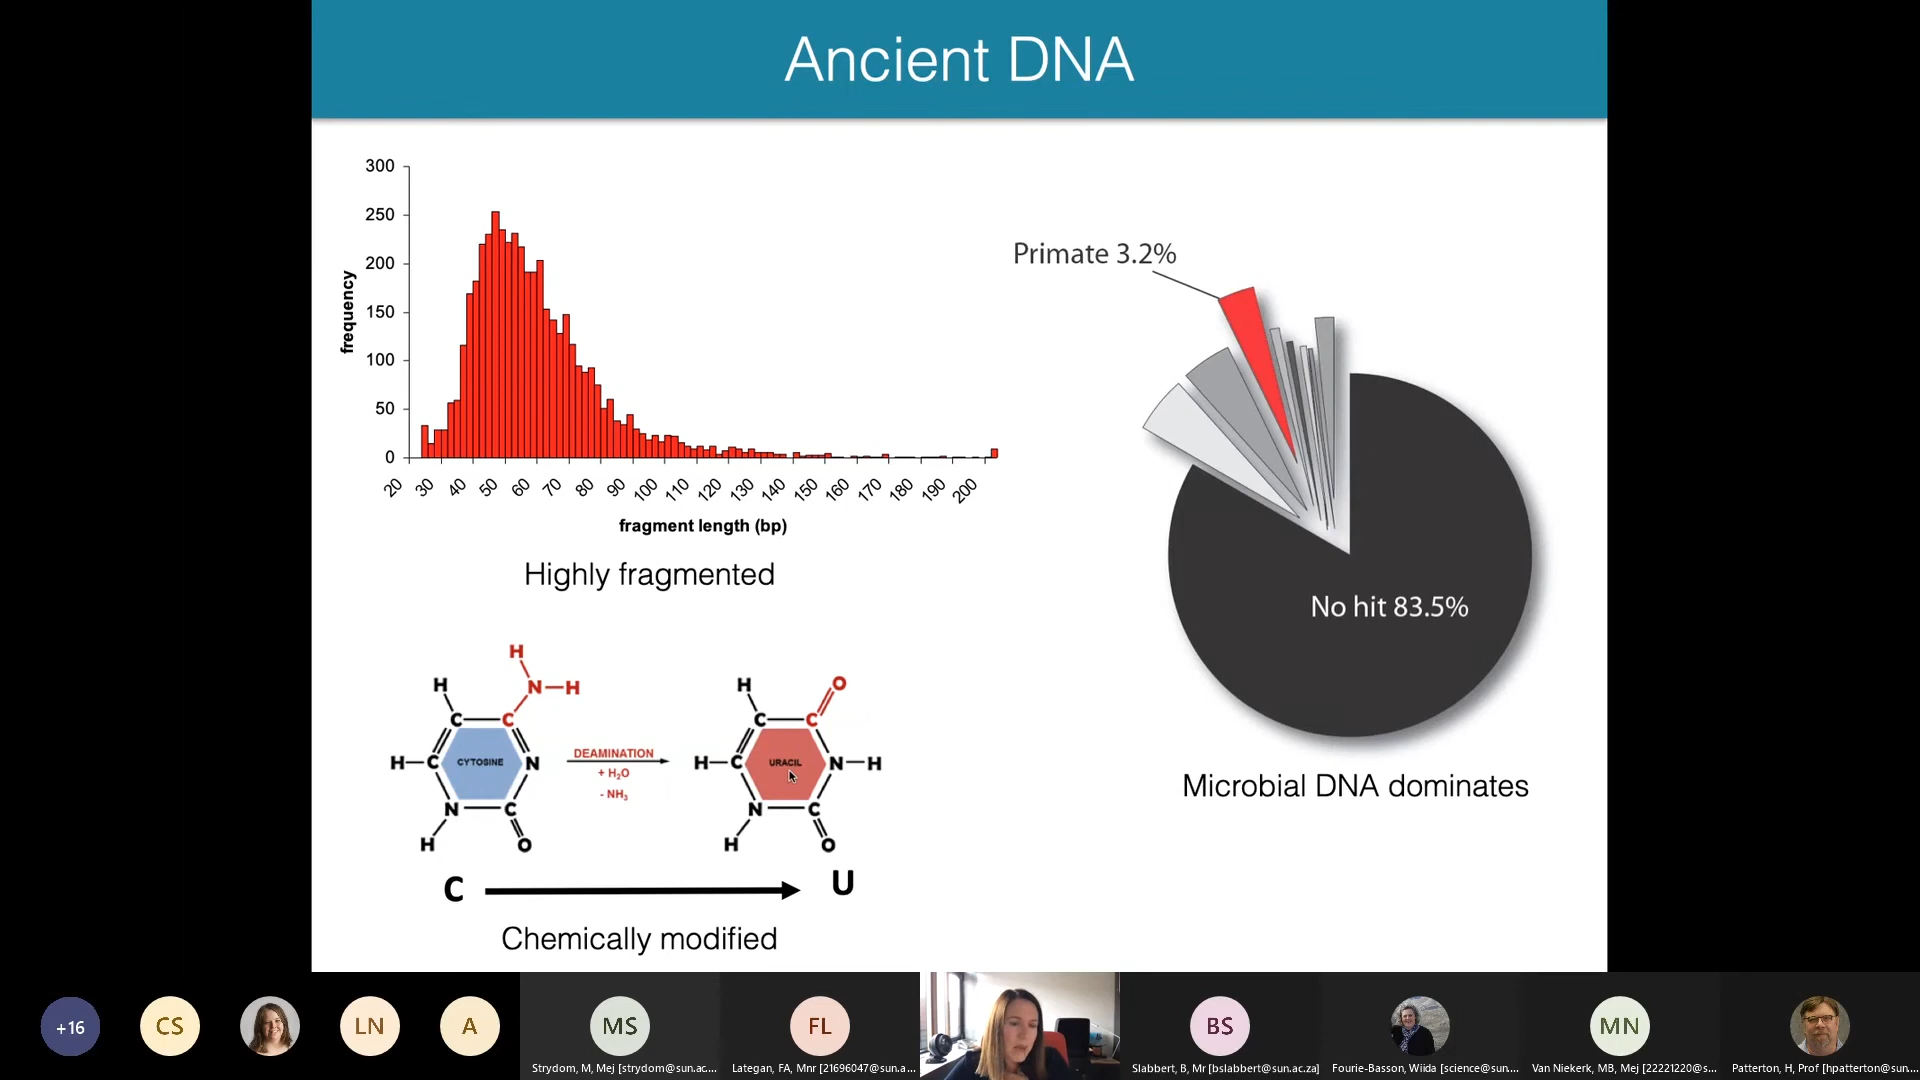 Ancient DNA
300
250
200
150
100
50
0
frequency
20 30 40 50 60 70 80 90 100 110 120 130 140 150 160 170 180 190 200
fragment length (bp)
Highly fragmented
Primate 3.2%
No hit 83.5%
Microbial DNA dominates
H
N H
H
C C
H C CYTOSINE N
N C
H O
DEAMINATION
+ H₂O
- NH₃
H O
C C
H C URACIL N H
N C
H O
C U
Chemically modified
+16
CS
LN
A
MS
FL
BS
MN
Strydom, M, Mej [strydom@sun.ac....
Lategan, FA, Mnr [21696047@sun.a...
Slabbert, B, Mr [bslabbert@sun.ac.za]
Fourie-Basson, Wiida [science@sun....
Van Niekerk, MB, Mej [22221220@s...
Patterton, H, Prof [hpatterton@sun....